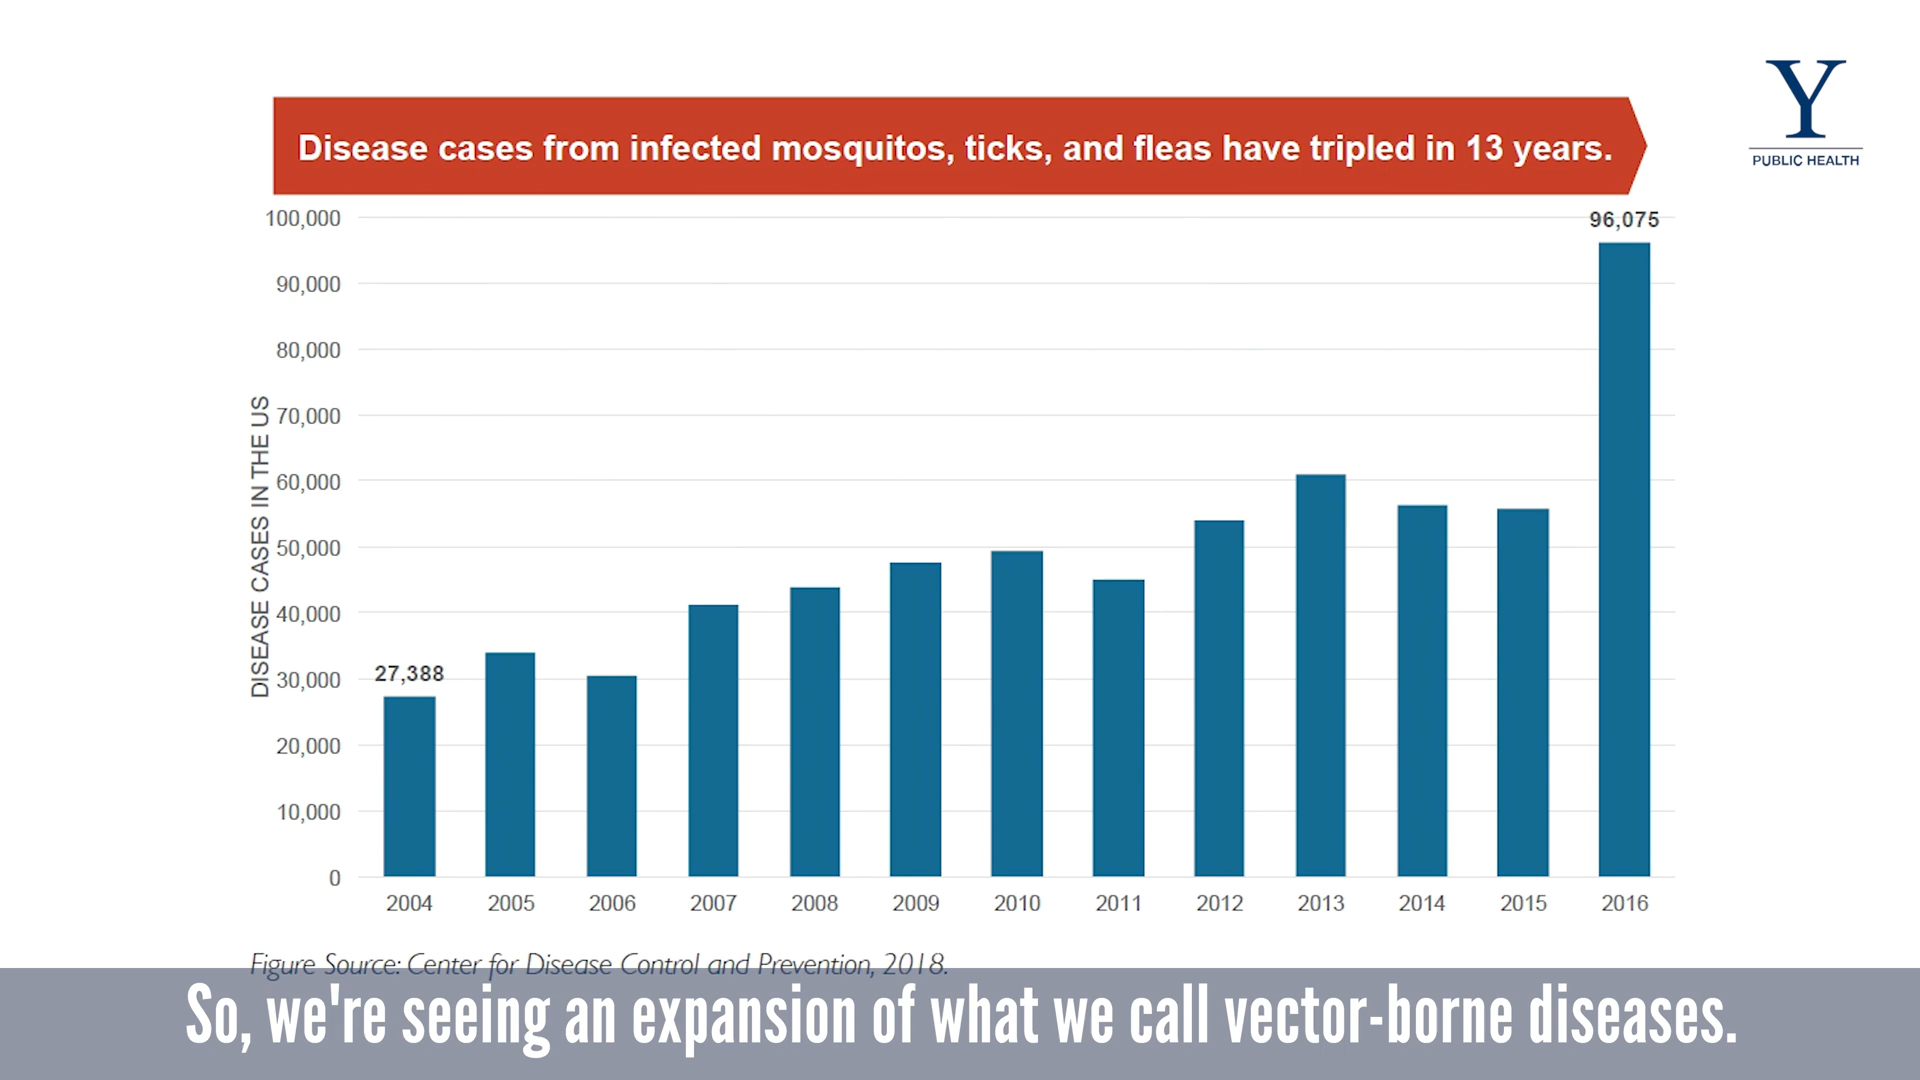 Disease cases from infected mosquitos, ticks, and fleas have tripled in 13 years.
Y
PUBLIC HEALTH
DISEASE CASES IN THE US
100,000
90,000
80,000
70,000
60,000
50,000
40,000
30,000
20,000
10,000
0
27,388
96,075
2004 2005 2006 2007 2008 2009 2010 2011 2012 2013 2014 2015 2016
Figure Source: Center for Disease Control and Prevention, 2018.
So, we're seeing an expansion of what we call vector-borne diseases.